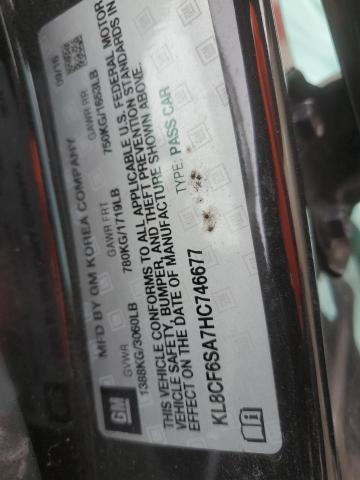 MFD BY GM KOREA COMPANY 09/16
GVWR GAWR FRT GAWR RR
1388KG/3060LB 780KG/1719LB 750KG/1653LB
THIS VEHICLE CONFORMS TO ALL APPLICABLE U.S. FEDERAL MOTOR
VEHICLE SAFETY, BUMPER, AND THEFT PREVENTION STANDARDS IN
EFFECT ON THE DATE OF MANUFACTURE SHOWN ABOVE.
TYPE: PASS CAR
KL8CF6SA7HC746677
GM